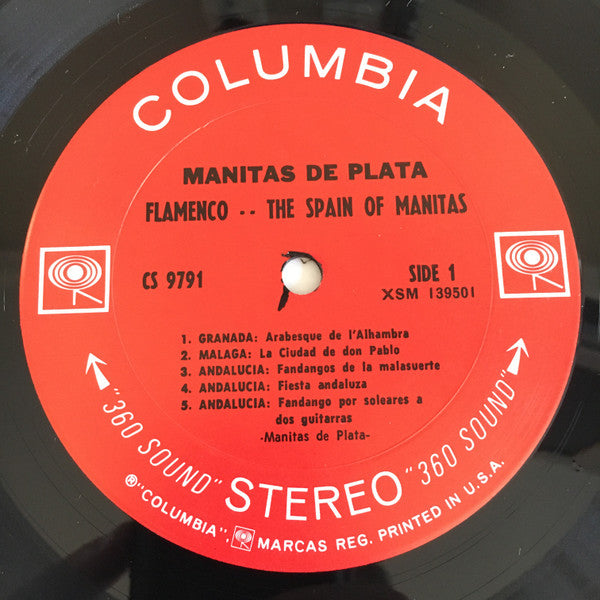 COLUMBIA
MANITAS DE PLATA
FLAMENCO -- THE SPAIN OF MANITAS
CS 9791
SIDE 1
XSM 139501
1. GRANADA: Arabesque de l'Alhambra
2. MALAGA: La Ciudad de don Pablo
3. ANDALUCIA: Fandangos de la malasuerte
4. ANDALUCIA: Fiesta andaluza
5. ANDALUCIA: Fandango por soleares a
dos guitarras
-Manitas de Plata-
"360 SOUND" STEREO "360 SOUND"
®"COLUMBIA", MARCAS REG. PRINTED IN U.S.A.